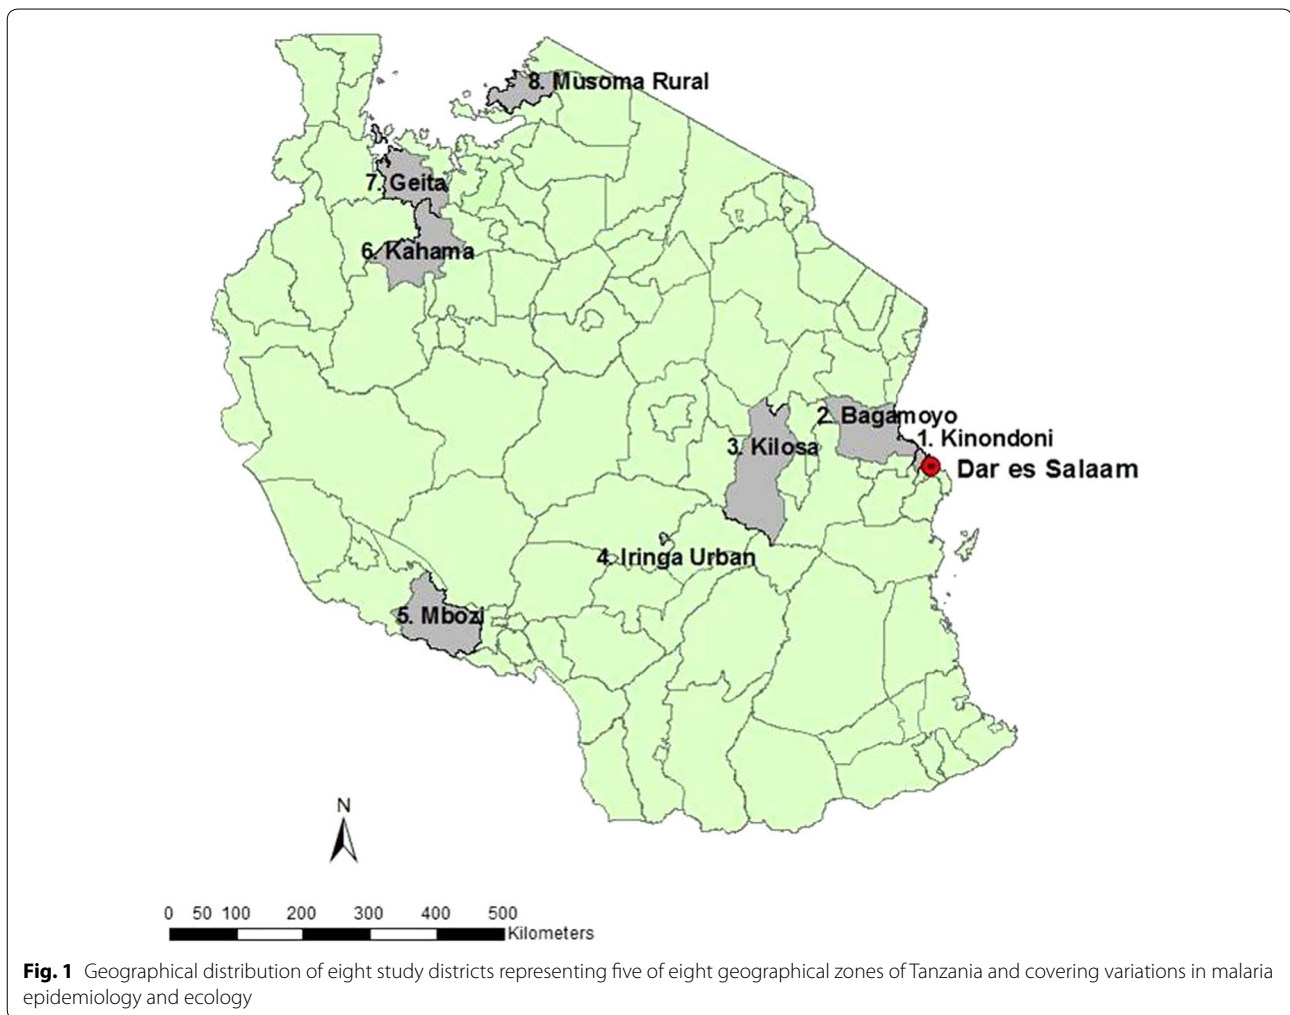 8. Musoma Rural
7. Geita
6. Kahama
2. Bagamoyo
1. Kinondoni
3. Kilosa
Dar es Salaam
4. Iringa Urban
5. Mbozi
N
0 50 100 200 300 400 500
Kilometers
Fig. 1 Geographical distribution of eight study districts representing five of eight geographical zones of Tanzania and covering variations in malaria
epidemiology and ecology